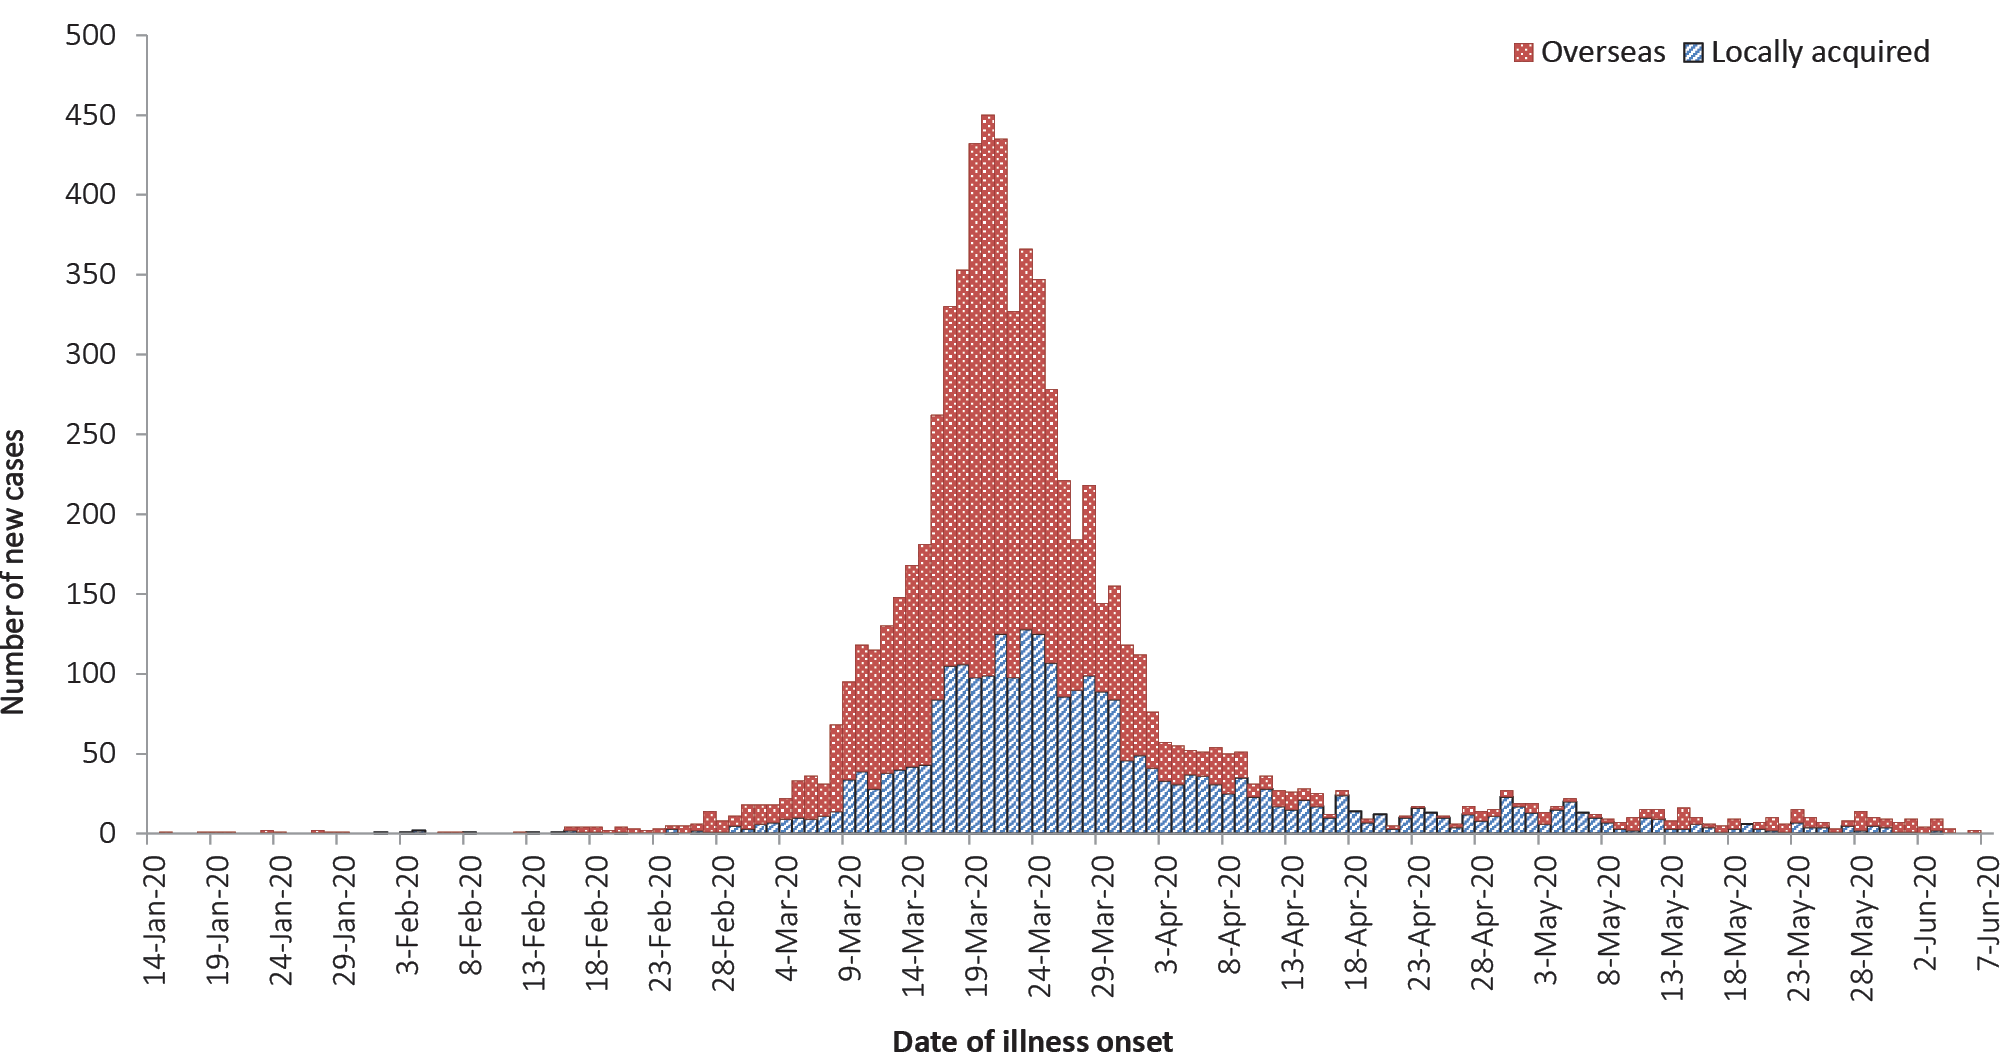 500
450
400
350
300
250
200
150
100
50
0
Number of new cases
Overseas
Locally acquired
14-Jan-20
19-Jan-20
24-Jan-20
29-Jan-20
3-Feb-20
8-Feb-20
13-Feb-20
18-Feb-20
23-Feb-20
28-Feb-20
4-Mar-20
9-Mar-20
14-Mar-20
19-Mar-20
24-Mar-20
29-Mar-20
3-Apr-20
8-Apr-20
13-Apr-20
18-Apr-20
23-Apr-20
28-Apr-20
3-May-20
8-May-20
13-May-20
18-May-20
23-May-20
28-May-20
2-Jun-20
7-Jun-20
Date of illness onset